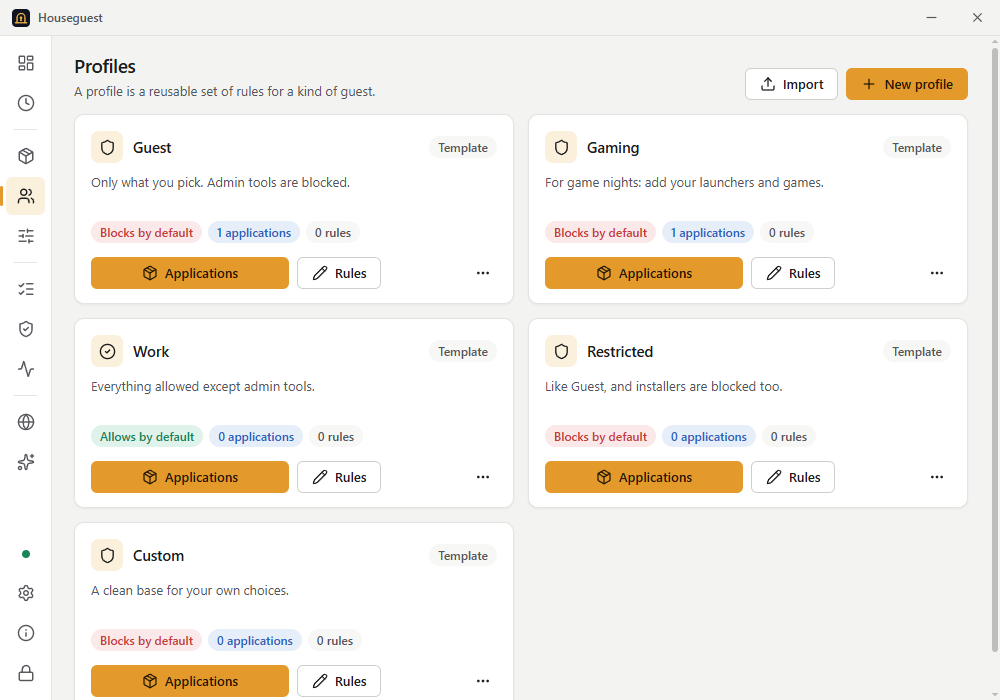 Houseguest
Profiles
A profile is a reusable set of rules for a kind of guest.
Import
New profile
Guest
Template
Only what you pick. Admin tools are blocked.
Blocks by default
1 applications
0 rules
Applications
Rules
Gaming
Template
For game nights: add your launchers and games.
Blocks by default
1 applications
0 rules
Applications
Rules
Work
Template
Everything allowed except admin tools.
Allows by default
0 applications
0 rules
Applications
Rules
Restricted
Template
Like Guest, and installers are blocked too.
Blocks by default
0 applications
0 rules
Applications
Rules
Custom
Template
A clean base for your own choices.
Blocks by default
0 applications
0 rules
Applications
Rules